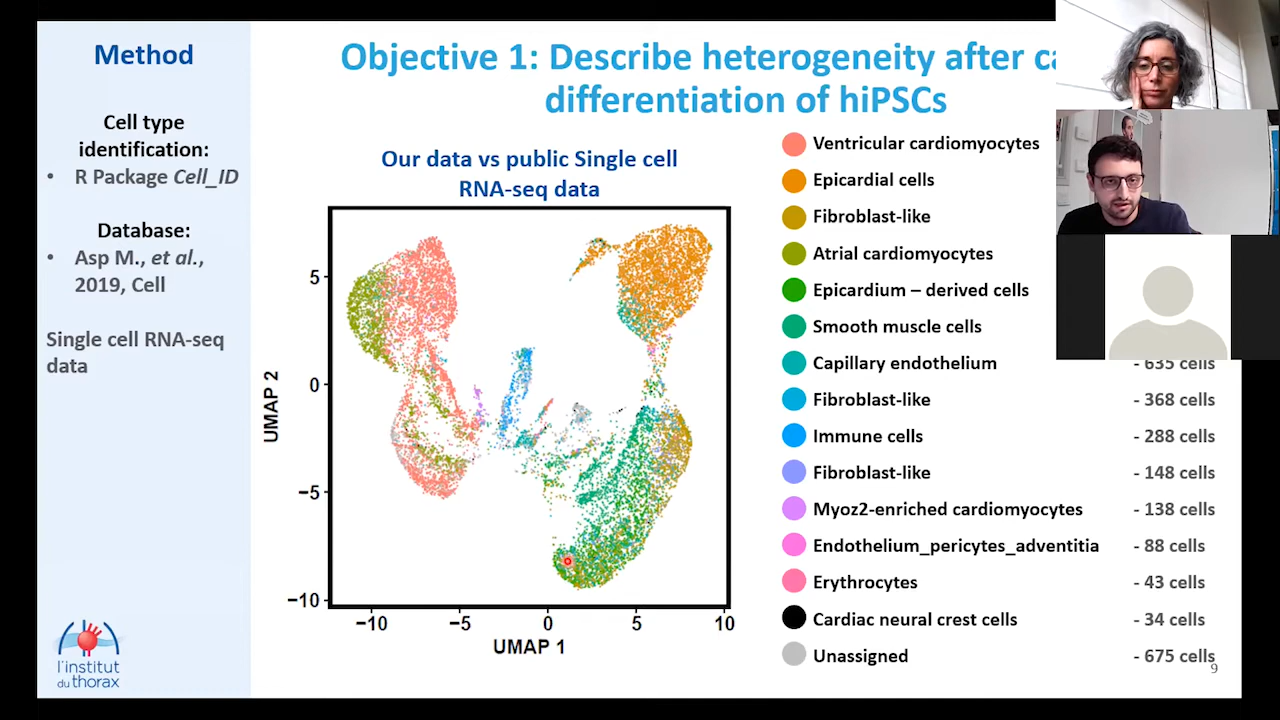 Method
Objective 1: Describe heterogeneity after
differentiation of hiPSCs
Cell type
identification:
• R Package Cell_ID
Database:
• Asp M., et al.,
2019, Cell
Single cell RNA-seq
data
l'institut
du thorax
Our data vs public Single cell
RNA-seq data
UMAP 2
5
0
−5
−10
−10 −5 0 5 10
UMAP 1
Ventricular cardiomyocytes
Epicardial cells
Fibroblast-like
Atrial cardiomyocytes
Epicardium – derived cells
Smooth muscle cells
Capillary endothelium - 635 cells
Fibroblast-like - 368 cells
Immune cells - 288 cells
Fibroblast-like - 148 cells
Myoz2-enriched cardiomyocytes - 138 cells
Endothelium_pericytes_adventitia - 88 cells
Erythrocytes - 43 cells
Cardiac neural crest cells - 34 cells
Unassigned - 675 cells
9